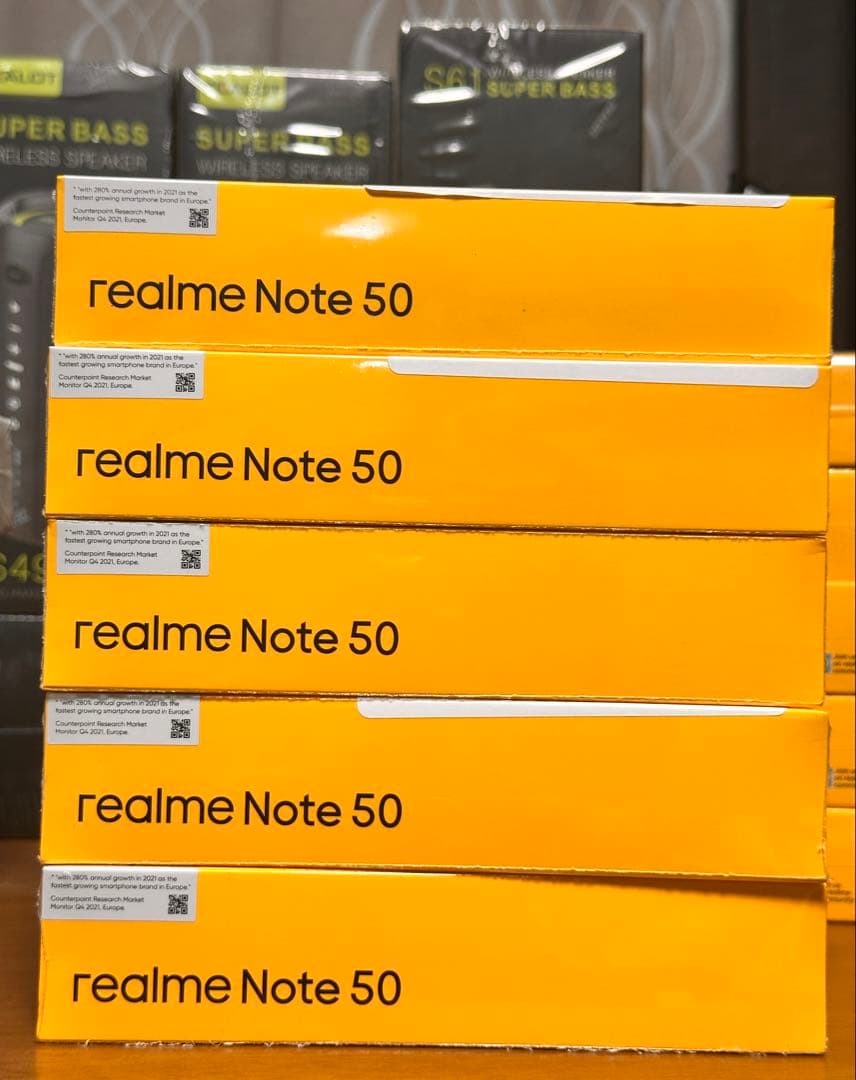 SUPER BASS
WIRELESS SPEAKER
S61
SUPER BASS
" "with 280% annual growth in 2021 as the
fastest growing smartphone brand in Europe."
Counterpoint Research Market
Monitor Q4 2021, Europe.
realme Note 50
" "with 280% annual growth in 2021 as the
fastest growing smartphone brand in Europe."
Counterpoint Research Market
Monitor Q4 2021, Europe.
realme Note 50
" "with 280% annual growth in 2021 as the
fastest growing smartphone brand in Europe."
Counterpoint Research Market
Monitor Q4 2021, Europe.
realme Note 50
" "with 280% annual growth in 2021 as the
fastest growing smartphone brand in Europe."
Counterpoint Research Market
Monitor Q4 2021, Europe.
realme Note 50
" "with 280% annual growth in 2021 as the
fastest growing smartphone brand in Europe."
Counterpoint Research Market
Monitor Q4 2021, Europe.
realme Note 50